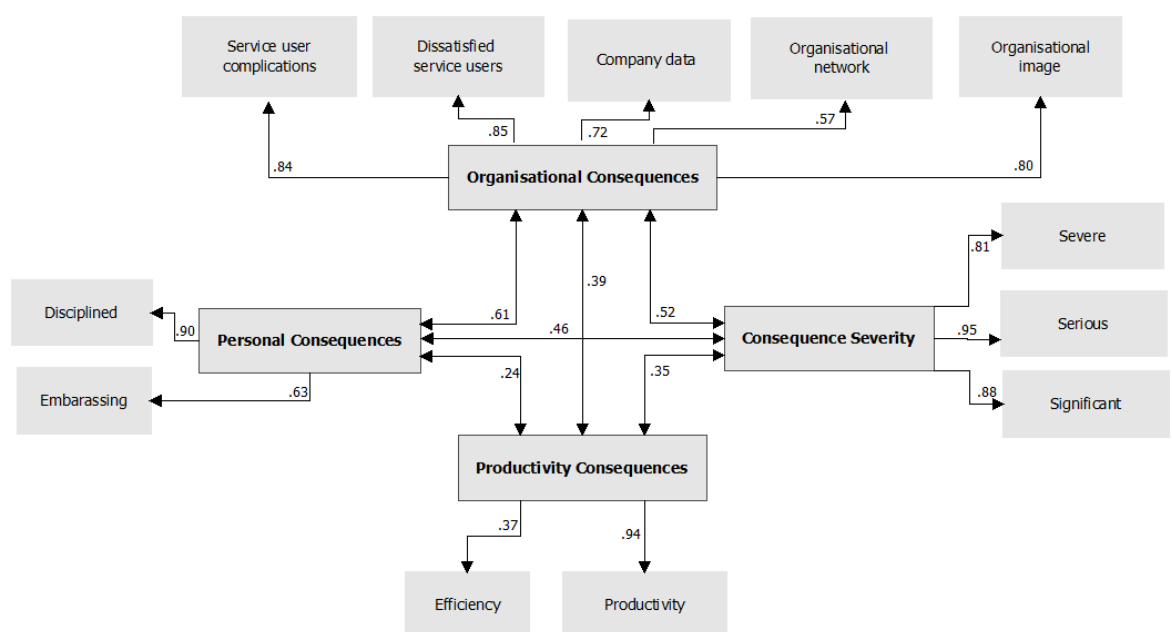 Service user
complications
Dissatisfied
service users
Company data
Organisational
network
Organisational
image
.84
.85
.72
.57
.80
Organisational Consequences
Severe
.81
.39
Disciplined
.90
.61
.52
Serious
.95
Personal Consequences
.46
Consequence Severity
.24
.35
Embarassing
.63
.88
Significant
Productivity Consequences
.37
.94
Efficiency
Productivity